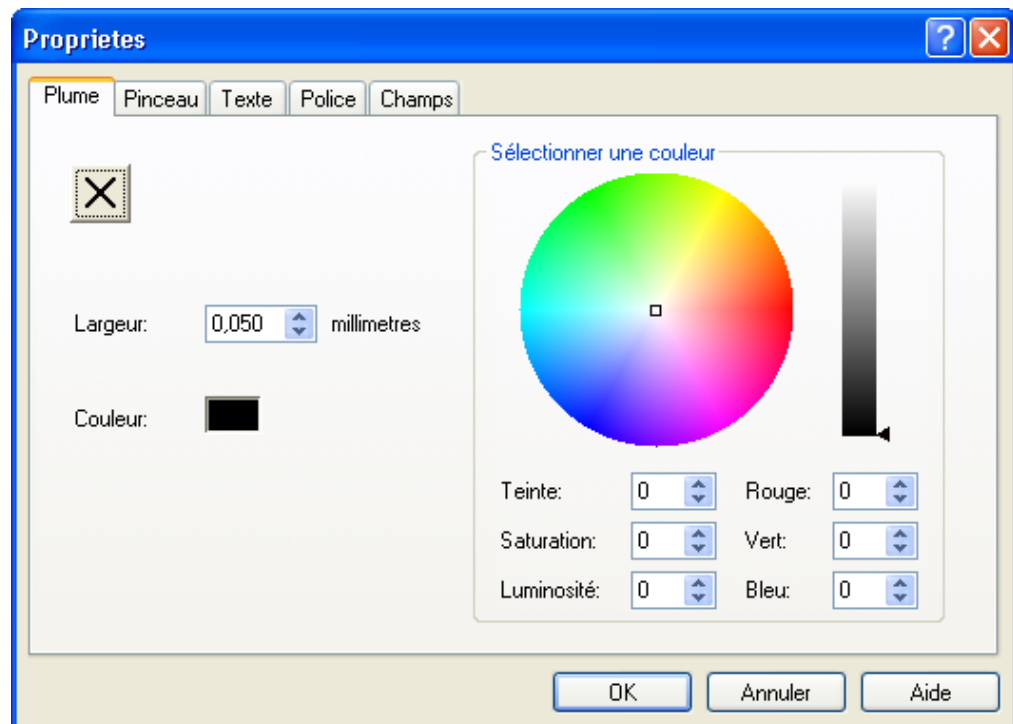 Proprietes
Plume Pinceau Texte Police Champs
Sélectionner une couleur
Largeur: 0,050 millimetres
Couleur:
Teinte: 0 Rouge: 0
Saturation: 0 Vert: 0
Luminosité: 0 Bleu: 0
OK Annuler Aide